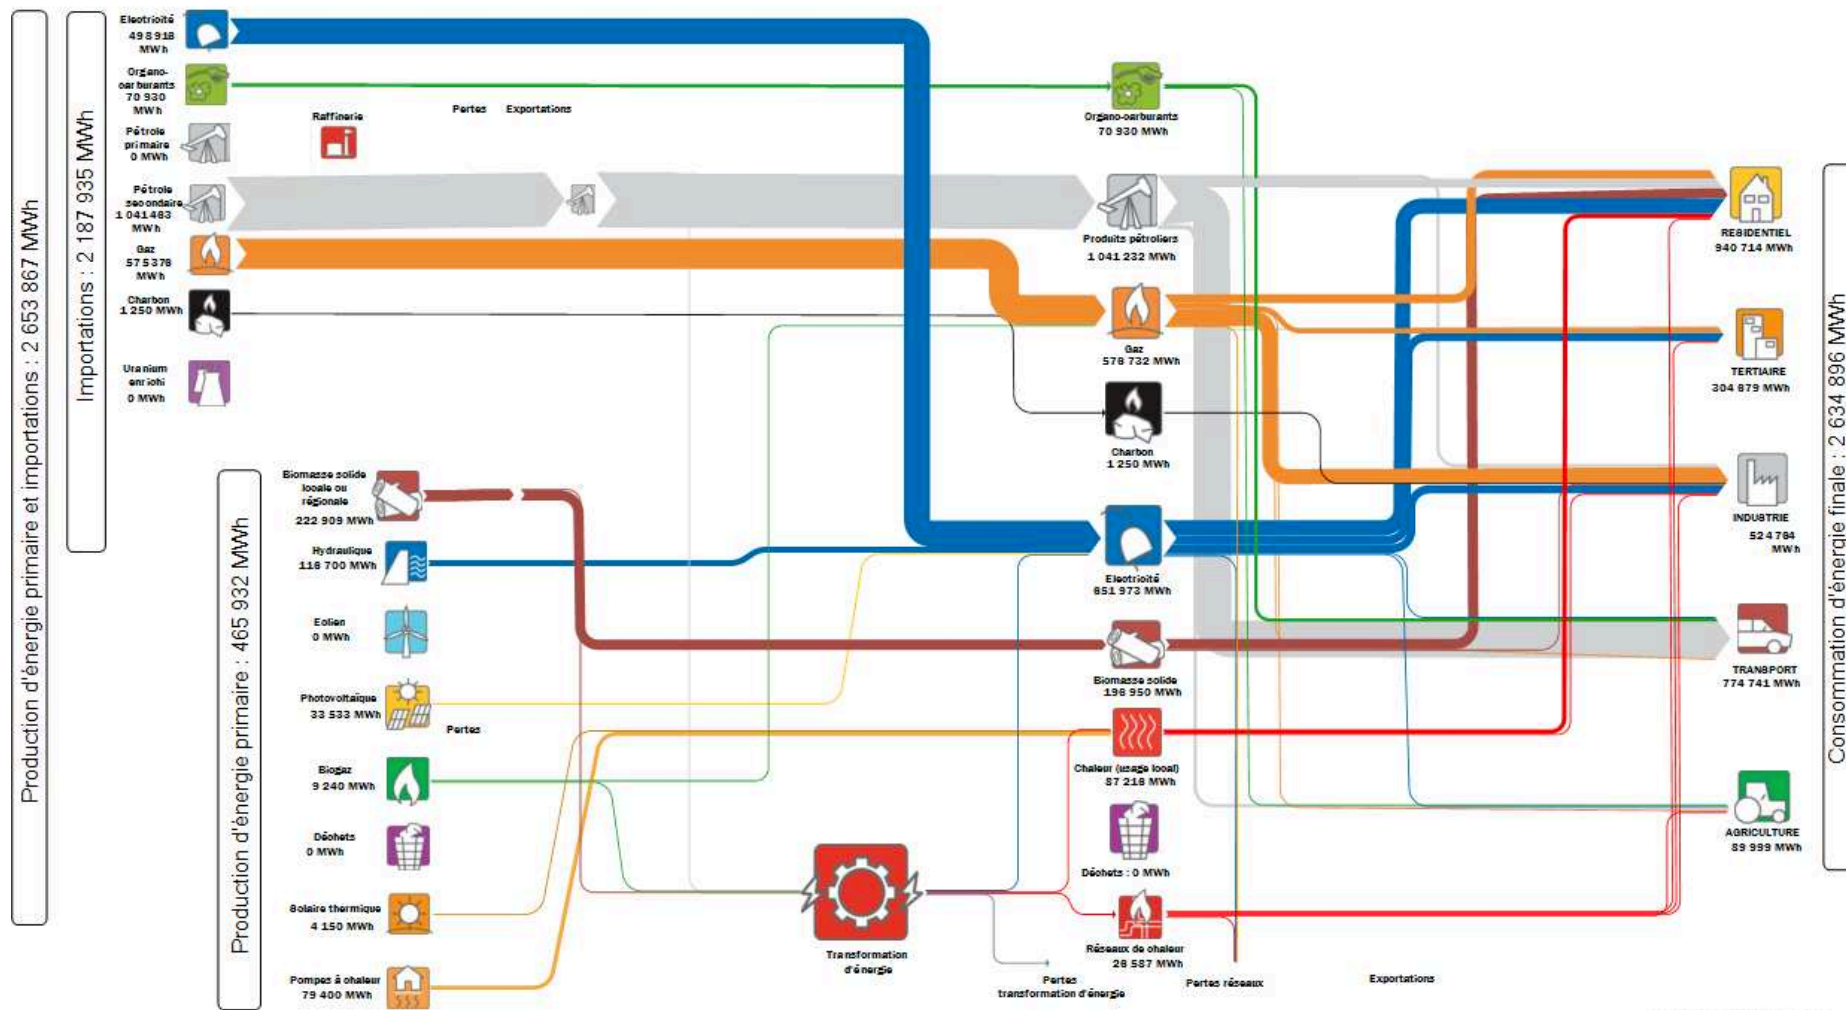 Production d'énergie primaire et importations : 2 653 867 MWh
Importations : 2 187 935 MWh
Electricité
498 918
MWh
Organo-
carburants
70 930
MWh
Pétrole
primaire
0 MWh
Pétrole
secondaire
1 041 483
MWh
Gaz
575 376
MWh
Charbon
1 250 MWh
Uranium
enrichi
0 MWh
Raffinerie
Pertes
Exportations
Production d'énergie primaire : 465 932 MWh
Biomasse solide
locale ou
régionale
222 909 MWh
Hydraulique
116 700 MWh
Eolien
0 MWh
Photovoltaïque
33 533 MWh
Pertes
Biogaz
9 240 MWh
Déchets
0 MWh
Solaire thermique
4 150 MWh
Pompes à chaleur
79 400 MWh
Transformation
d'énergie
Organo-carburants
70 930 MWh
Produits pétroliers
1 041 232 MWh
Gaz
578 732 MWh
Charbon
1 250 MWh
Electricité
651 973 MWh
Biomasse solide
196 950 MWh
Chaleur (usage local)
87 216 MWh
Déchets : 0 MWh
Réseaux de chaleur
26 587 MWh
Pertes
transformation d'énergie
Pertes réseaux
Exportations
RESIDENTIEL
940 714 MWh
TERTIAIRE
304 679 MWh
INDUSTRIE
524 764
MWh
TRANSPORT
774 741 MWh
AGRICULTURE
89 999 MWh
Consommation d'énergie finale : 2 634 896 MWh